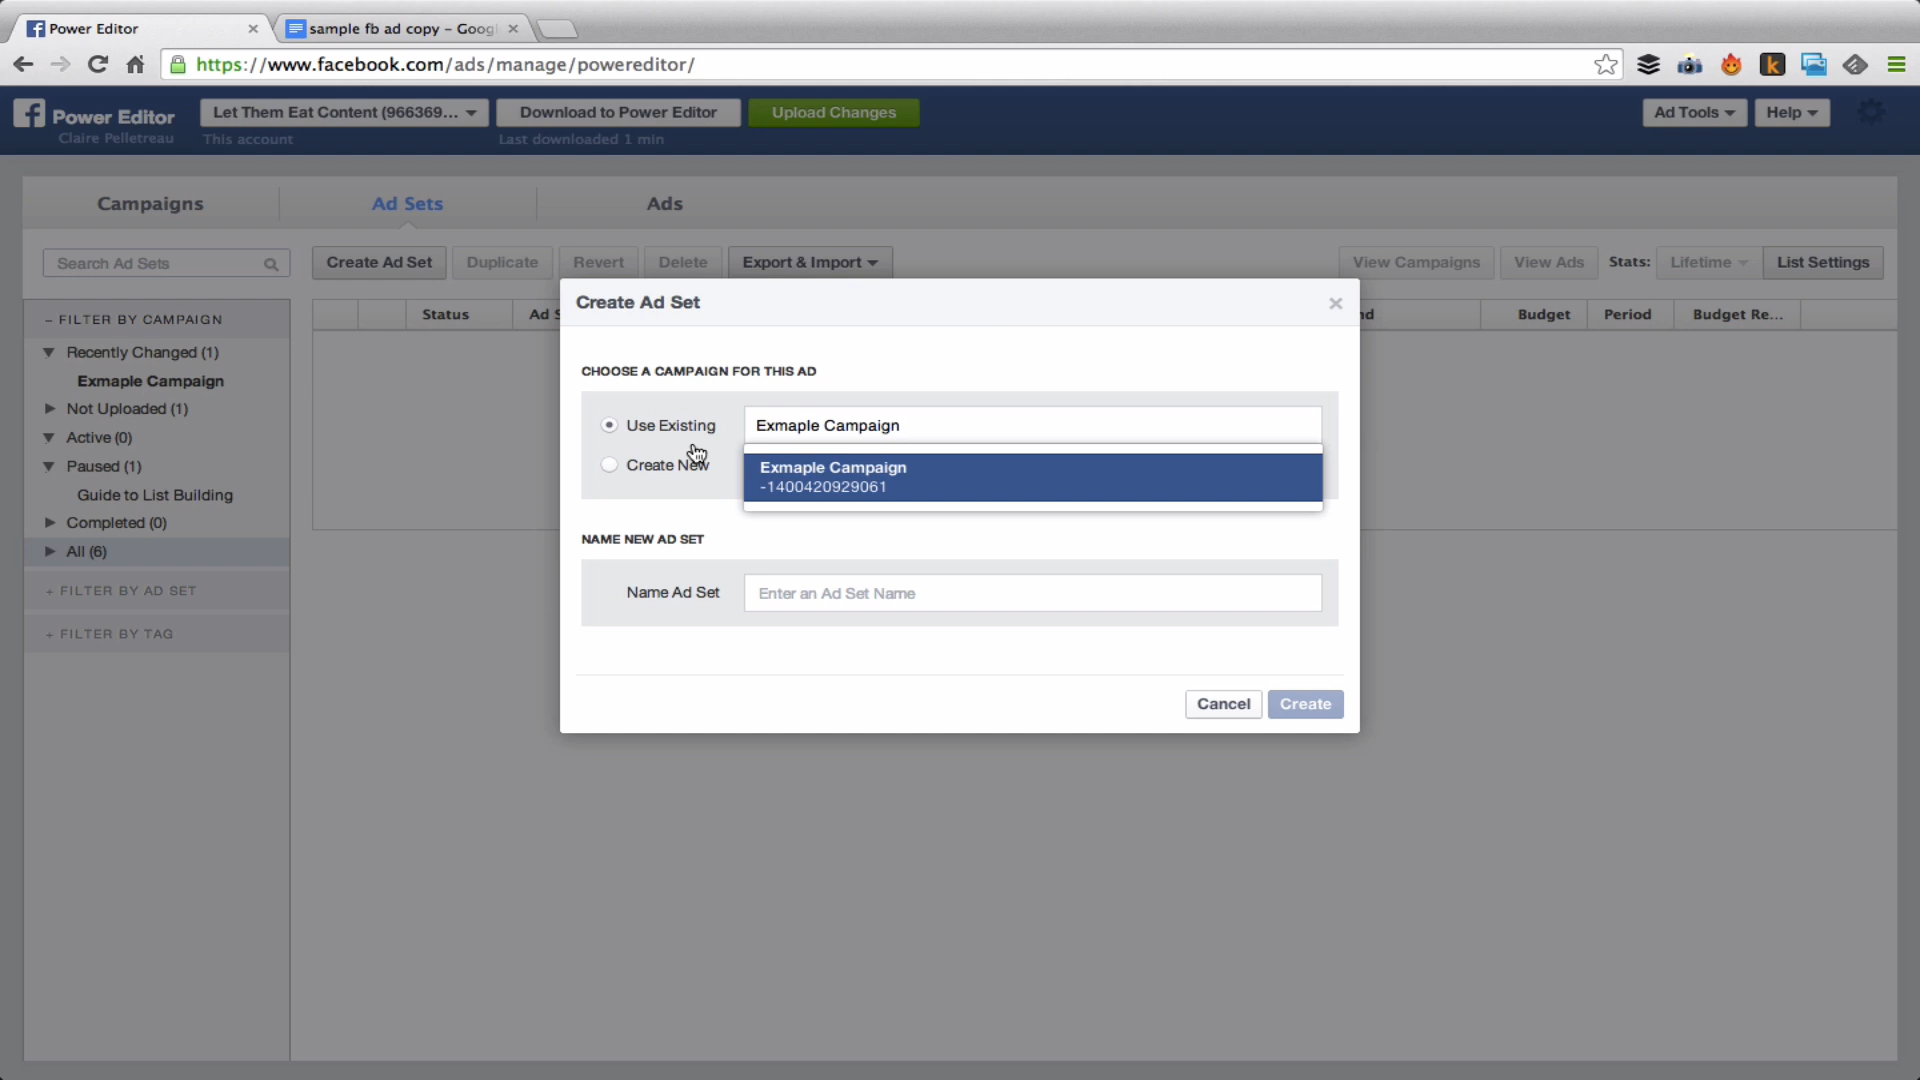 Power Editor
sample fb ad copy – Goog
https://www.facebook.com/ads/manage/powereditor/
Power Editor
Claire Pelletreau
Let Them Eat Content (966369...
This account
Download to Power Editor
Last downloaded 1 min
Upload Changes
Ad Tools
Help
Campaigns
Ad Sets
Ads
Search Ad Sets
Create Ad Set
Duplicate
Revert
Delete
Export & Import
View Campaigns
View Ads
Stats:
Lifetime
List Settings
– FILTER BY CAMPAIGN
Recently Changed (1)
Exmaple Campaign
Not Uploaded (1)
Active (0)
Paused (1)
Guide to List Building
Completed (0)
All (6)
+ FILTER BY AD SET
+ FILTER BY TAG
Status
Ad S
nd
Budget
Period
Budget Re...
Create Ad Set
CHOOSE A CAMPAIGN FOR THIS AD
Use Existing
Exmaple Campaign
Create New
Exmaple Campaign
-1400420929061
NAME NEW AD SET
Name Ad Set
Enter an Ad Set Name
Cancel
Create